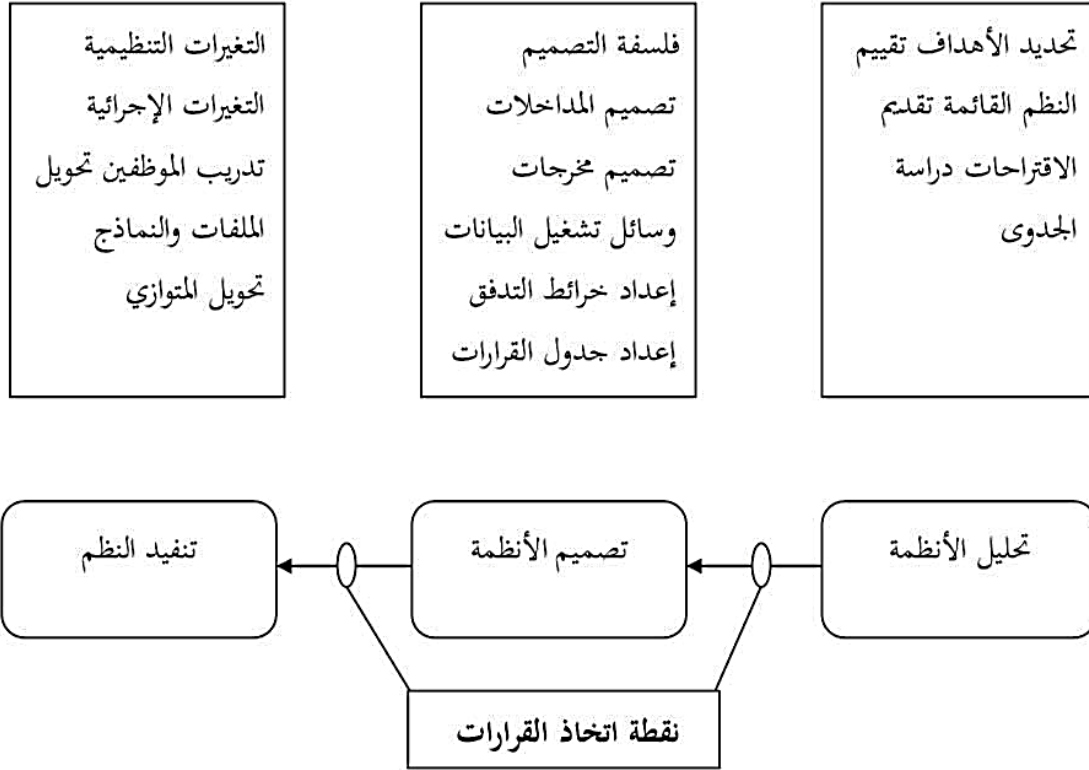 تحديد الأهداف تقييم
النظم القائمة تقديم
الاقتراحات دراسة
الجدوى
فلسفة التصميم
تصميم المداخلات
تصميم مخرجات
وسائل تشغيل البيانات
إعداد خرائط التدفق
إعداد جدول القرارات
التغيرات التنظيمية
التغيرات الإجرائية
تدريب الموظفين تحويل
الملفات والنماذج
تحويل المتوازي
تحليل الأنظمة
تصميم الأنظمة
تنفيد النظم
نقطة اتخاذ القرارات